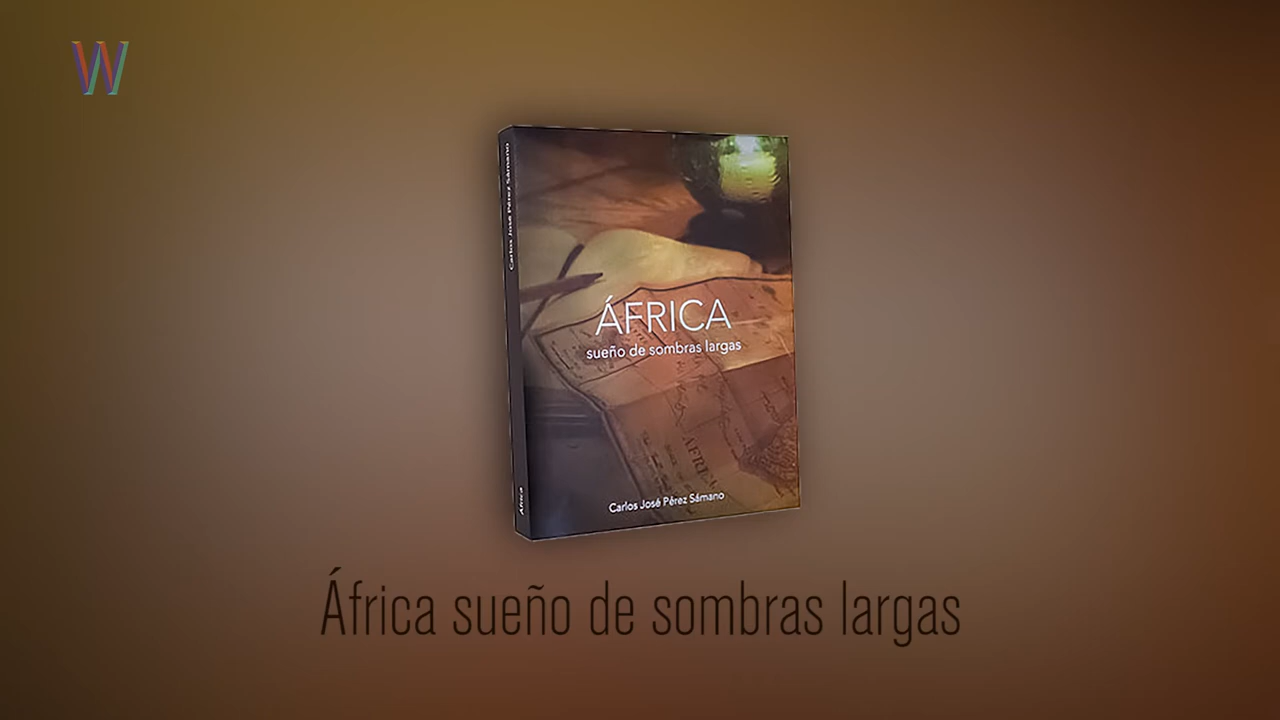 W
Carlos José Pérez Sámano
ÁFRICA
sueño de sombras largas
Carlos José Pérez Sámano
África
África sueño de sombras largas